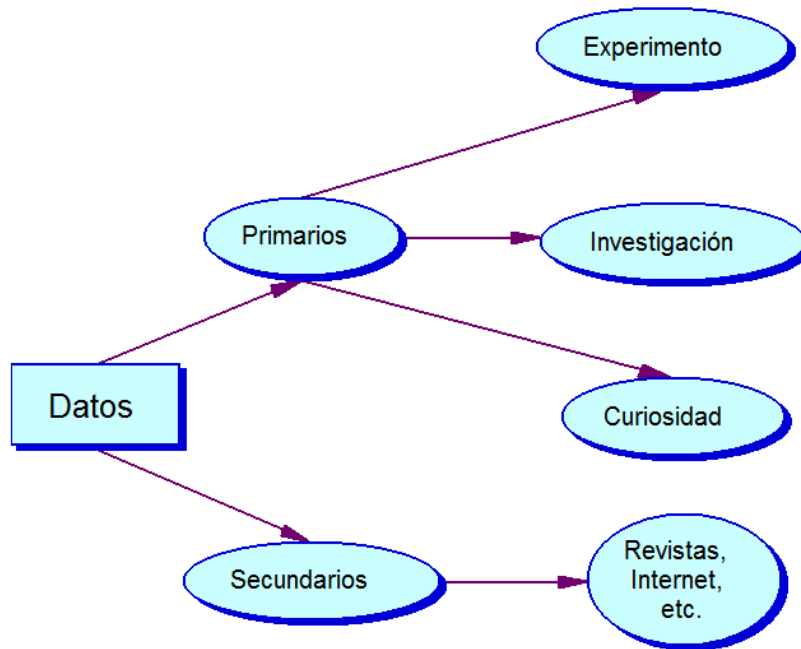 Experimento
Primarios
Investigación
Datos
Curiosidad
Secundarios
Revistas,
Internet,
etc.